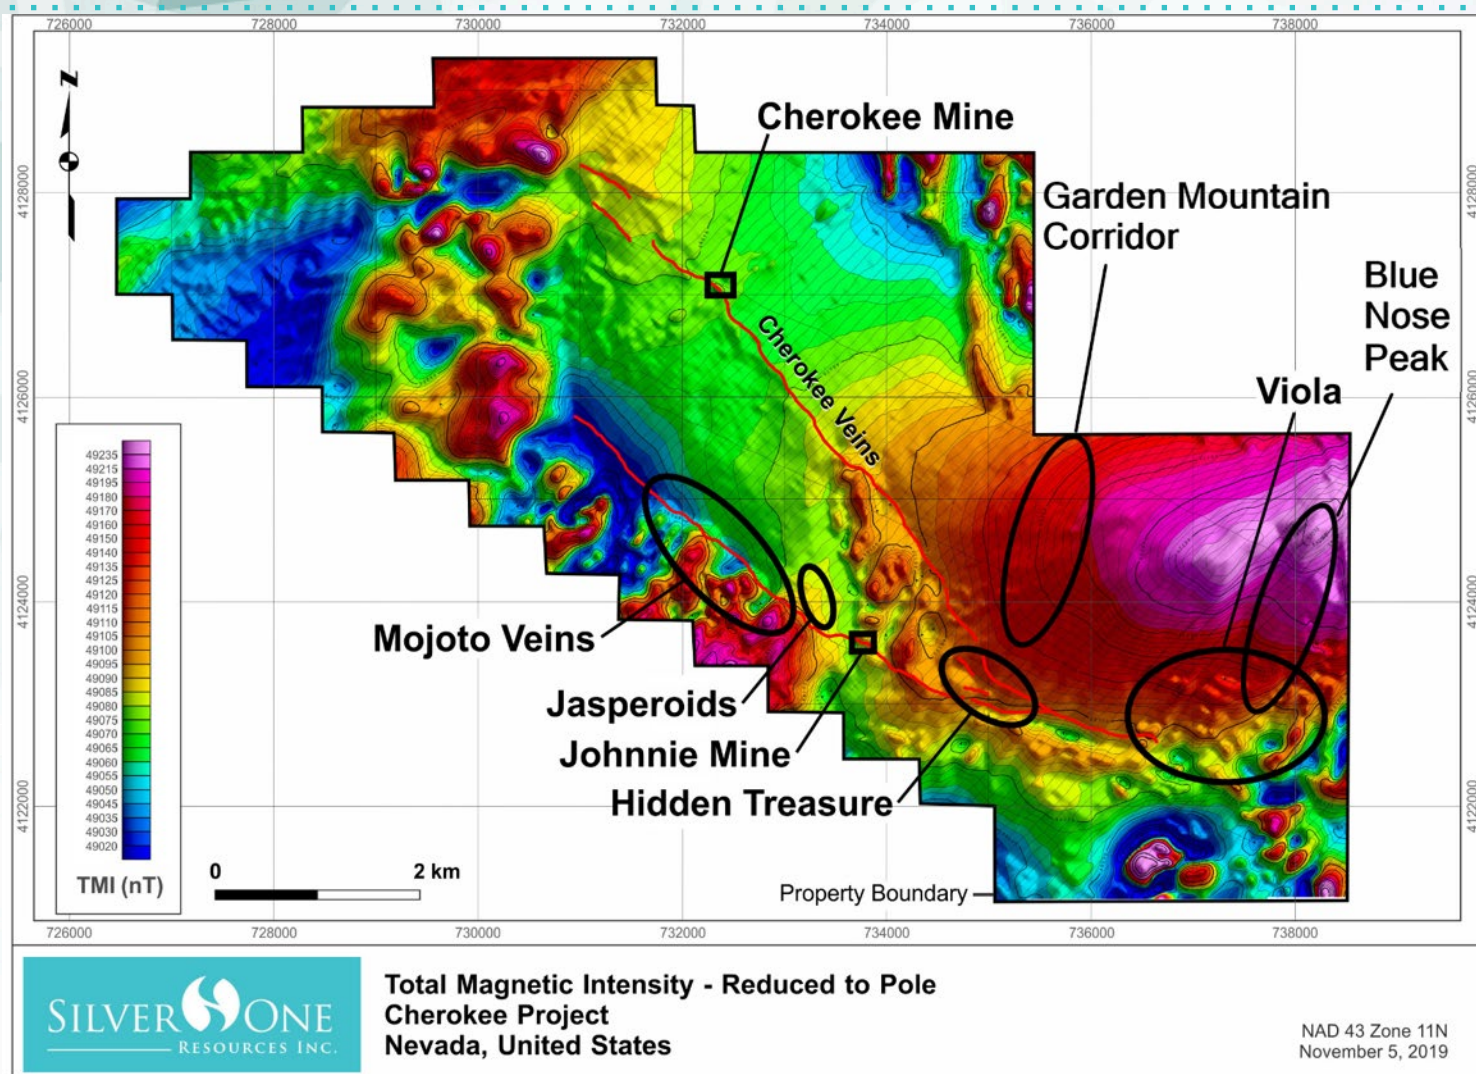 726000
728000
730000
732000
734000
736000
738000
N
Cherokee Mine
Garden Mountain
Corridor
Blue
Nose
Peak
Viola
4128000
4128000
4126000
4126000
4124000
4124000
4122000
4122000
Cherokee Veins
49235
49215
49195
49180
49170
49160
49150
49140
49135
49125
49120
49115
49110
49105
49100
49095
49090
49085
49080
49075
49070
49065
49060
49055
49050
49045
49035
49030
49020
TMI (nT)
Mojoto Veins
Jasperoids
Johnnie Mine
Hidden Treasure
0
2 km
Property Boundary
726000
728000
730000
732000
734000
736000
738000
SILVER ONE
RESOURCES INC.
Total Magnetic Intensity - Reduced to Pole
Cherokee Project
Nevada, United States
NAD 43 Zone 11N
November 5, 2019